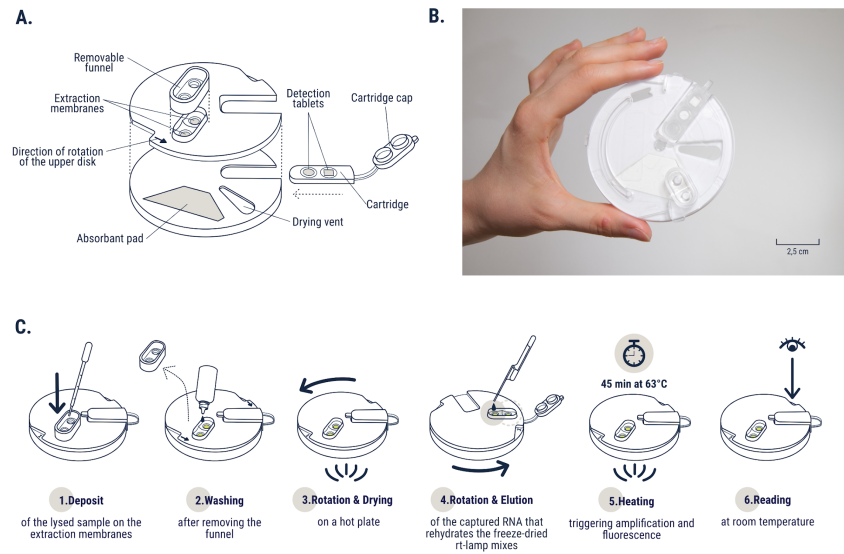 A.
Removable
funnel
Extraction
membranes
Direction of rotation
of the upper disk
Absorbant pad
Detection
tablets
Cartridge cap
Cartridge
Drying vent
B.
2,5 cm
C.
45 min at 63°C
1.Deposit
of the lysed sample on the
extraction membranes
2.Washing
after removing the
funnel
3.Rotation & Drying
on a hot plate
4.Rotation & Elution
of the captured RNA that
rehydrates the freeze-dried
rt-lamp mixes
5.Heating
triggering amplification and
fluorescence
6.Reading
at room temperature